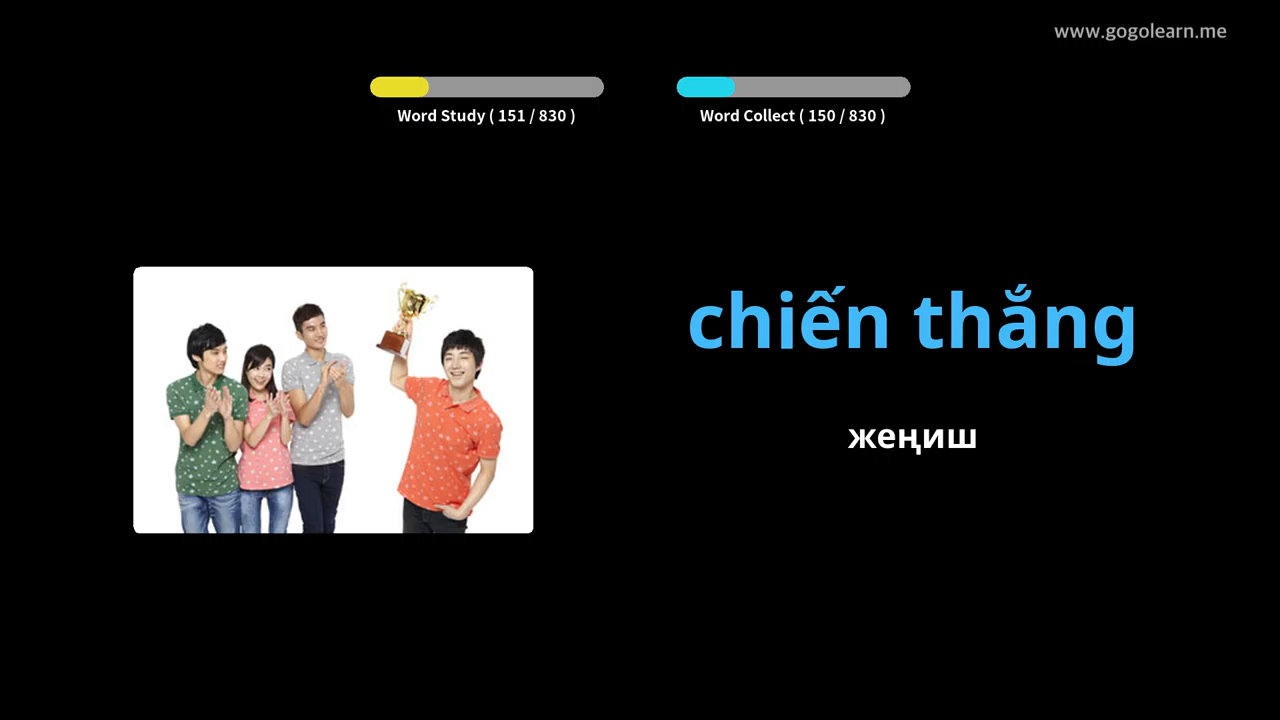 www.gogolearn.me
Word Study ( 151 / 830 )
Word Collect ( 150 / 830 )
chiến thắng
жеңиш